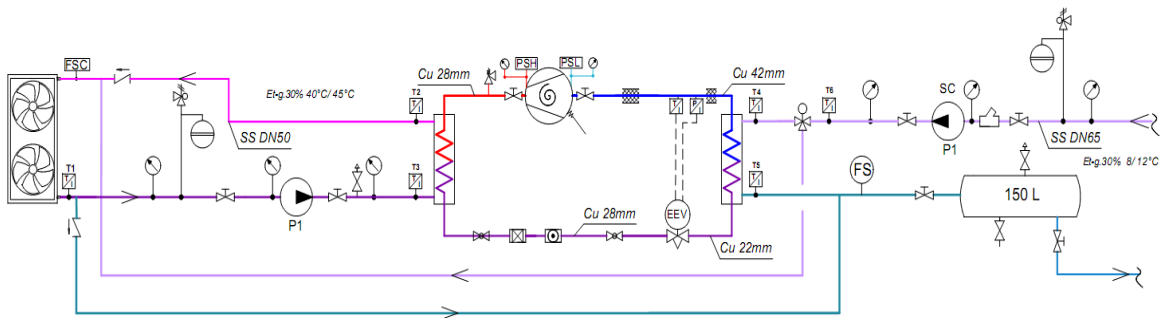 FSC
Et-g.30% 40°C/ 45°C
SS DN50
T1
P1
T2
T3
Cu 28mm
PSH
PSL
Cu 42mm
T
P
EEV
Cu 28mm
Cu 22mm
T4
T5
T6
SC
P1
SS DN65
Et-g.30% 8/ 12°C
FS
150 L
T
I
T
I
T
I
T
I
T
I
T
I